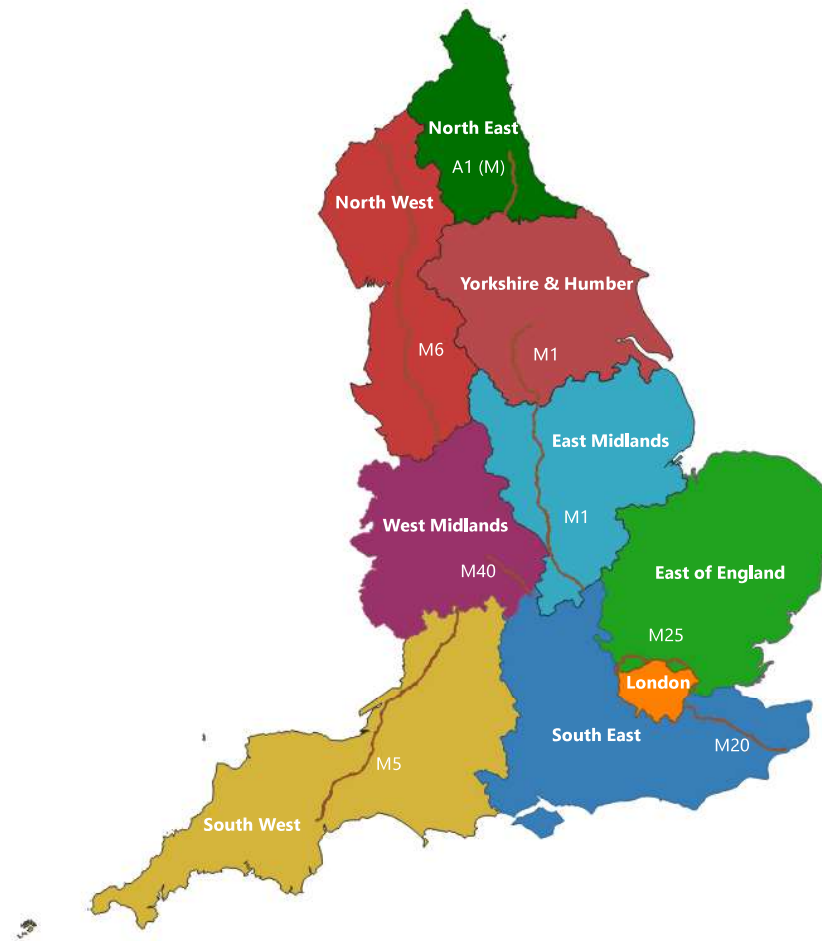 North East
A1 (M)
North West
Yorkshire & Humber
M6
M1
East Midlands
M1
West Midlands
M40
East of England
M25
London
South East
M20
M5
South West